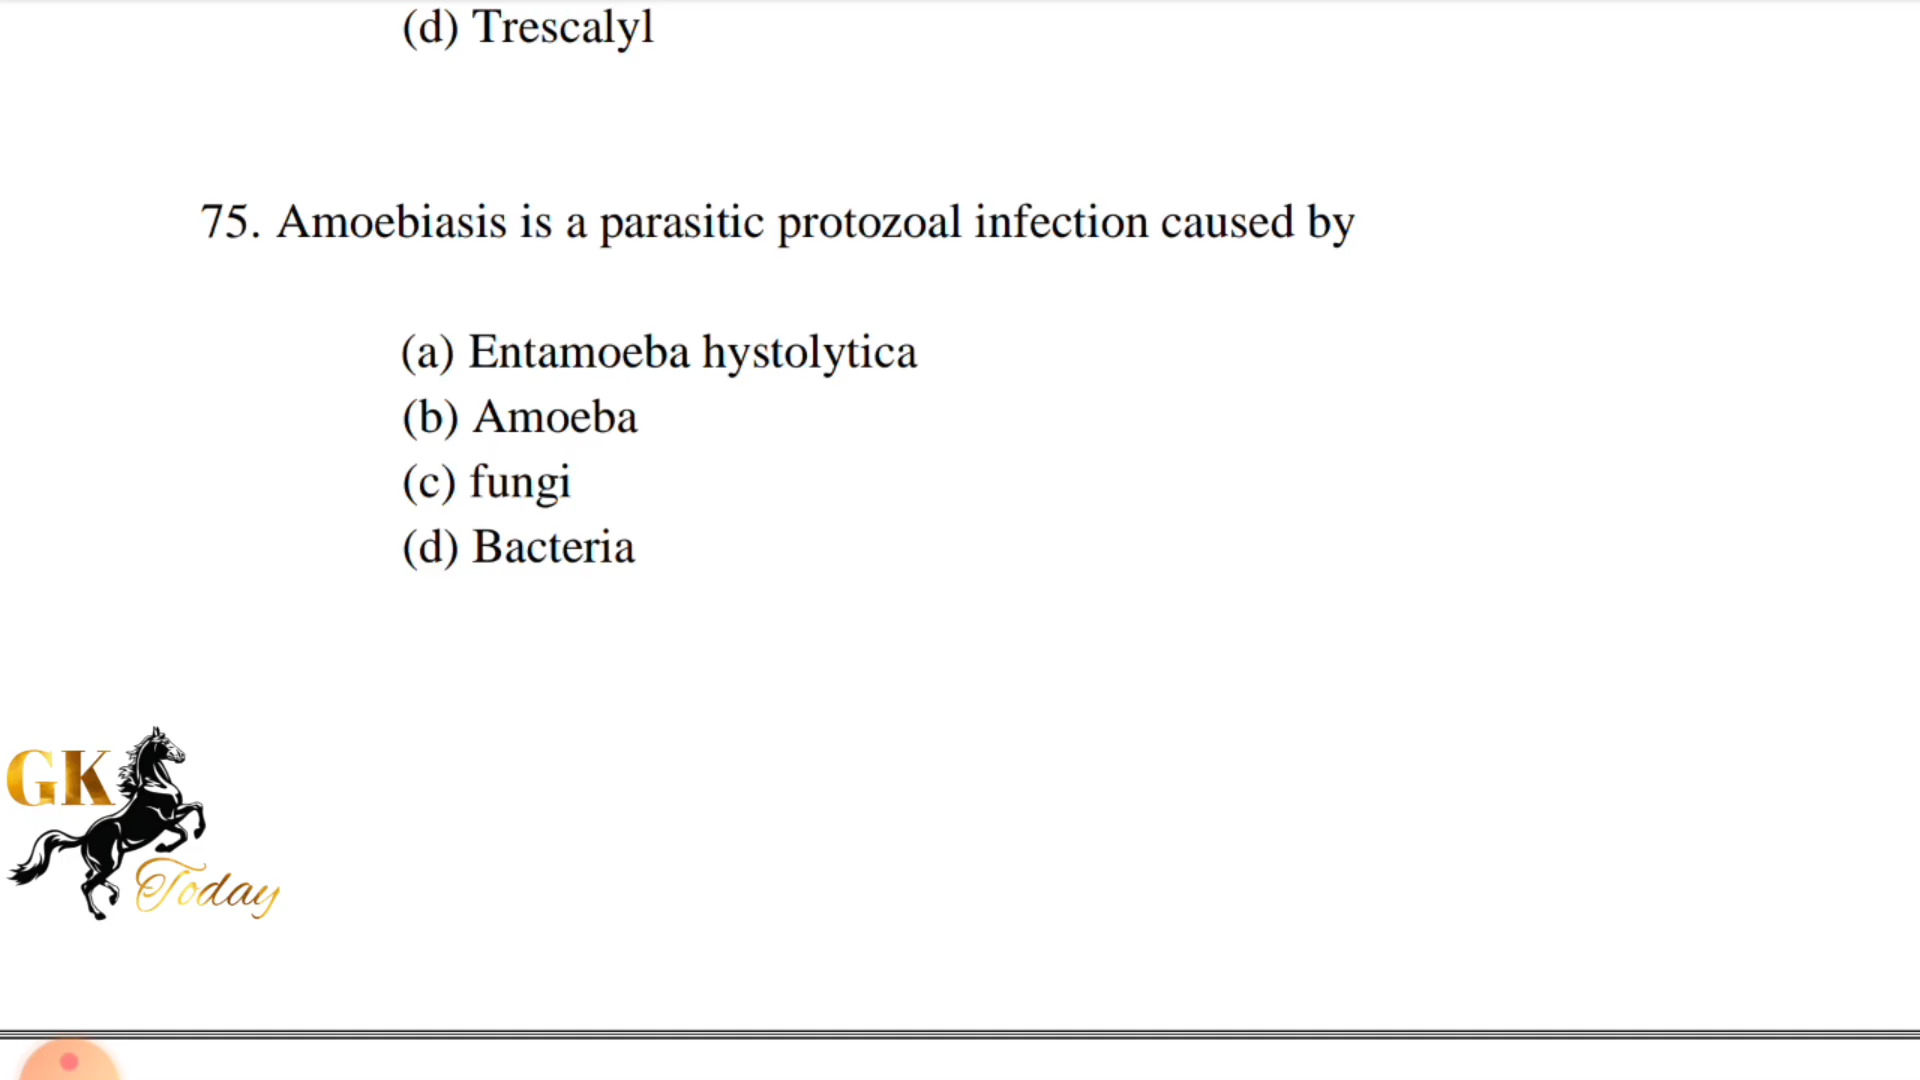 (d) Trescalyl
75. Amoebiasis is a parasitic protozoal infection caused by
(a) Entamoeba hystolytica
(b) Amoeba
(c) fungi
(d) Bacteria
GK
Today